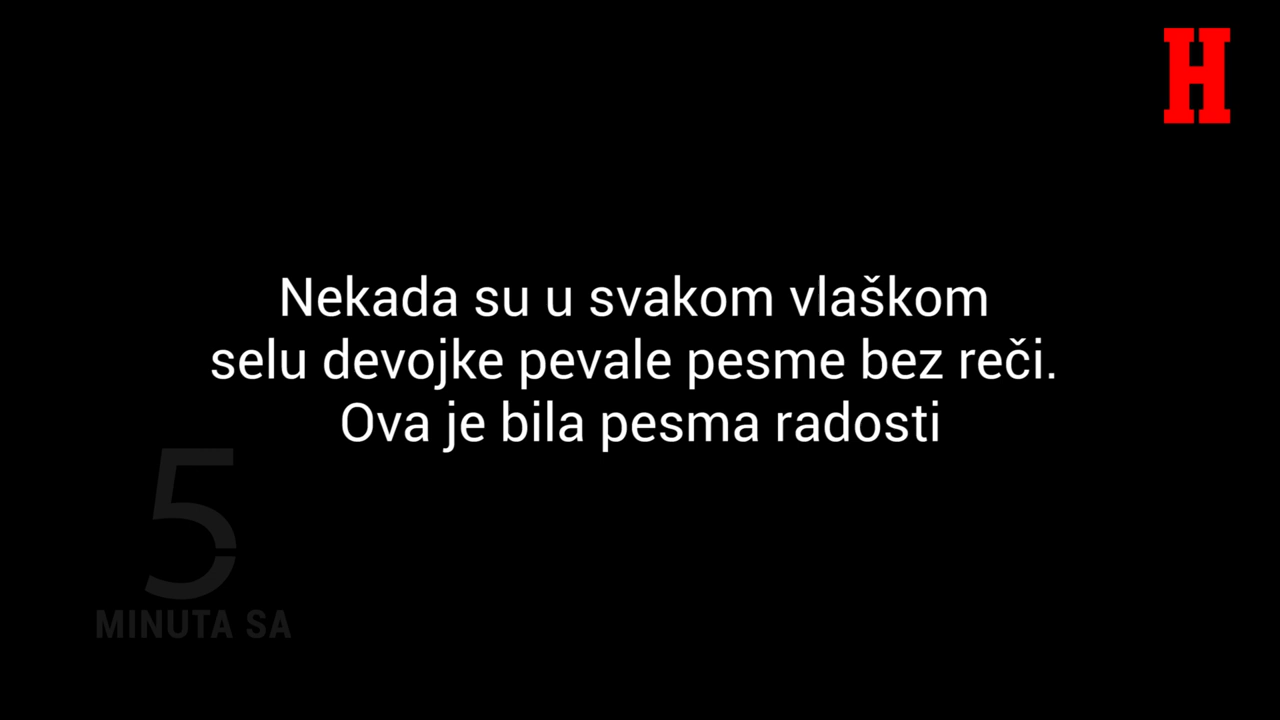 H
Nekada su u svakom vlaškom
selu devojke pevale pesme bez reči.
Ova je bila pesma radosti
5
MINUTA SA